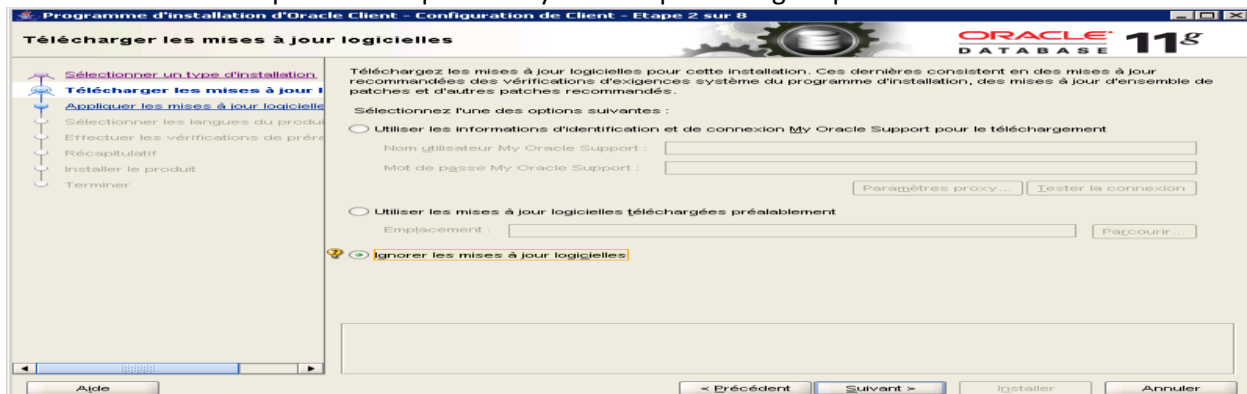 Programme d'installation d'Oracle Client - Configuration de Client - Etape 2 sur 8
Télécharger les mises à jour logicielles
ORACLE
DATABASE
11g
Sélectionner un type d'installation
Télécharger les mises à jour l
Appliquer les mises à jour logicielle
Sélectionner les langues du produi
Effectuer les vérifications de prére
Récapitulatif
Installer le produit
Terminer
Téléchargez les mises à jour logicielles pour cette installation. Ces dernières consistent en des mises à jour
recommandées des vérifications d'exigences système du programme d'installation, des mises à jour d'ensemble de
patches et d'autres patches recommandés.
Sélectionnez l'une des options suivantes :
Utiliser les informations d'identification et de connexion My Oracle Support pour le téléchargement
Nom utilisateur My Oracle Support :
Mot de passe My Oracle Support :
Paramètres proxy... Tester la connexion
Utiliser les mises à jour logicielles téléchargées préalablement
Emplacement :
Parcourir...
Ignorer les mises à jour logicielles
Aide
< Précédent Suivant > Installer Annuler